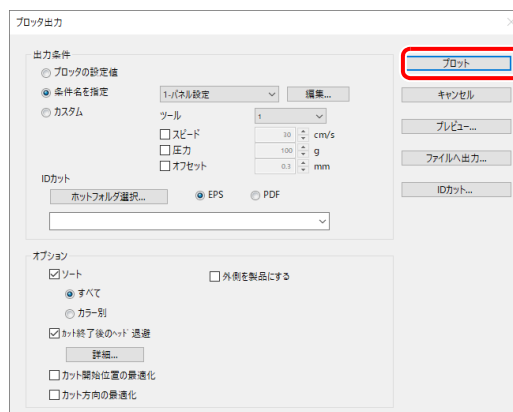 プロッタ出力
出力条件
プロッタの設定値
条件名を指定
1-パネル設定
編集...
カスタム
ツール
1
スピード
30
cm/s
圧力
100
g
オフセット
0.3
mm
IDカット
ホットフォルダ選択...
EPS
PDF
オプション
ソート
外側を製品にする
すべて
カラー別
カット終了後のヘッド退避
詳細...
カット開始位置の最適化
カット方向の最適化
プロット
キャンセル
プレビュー...
ファイルへ出力...
IDカット...